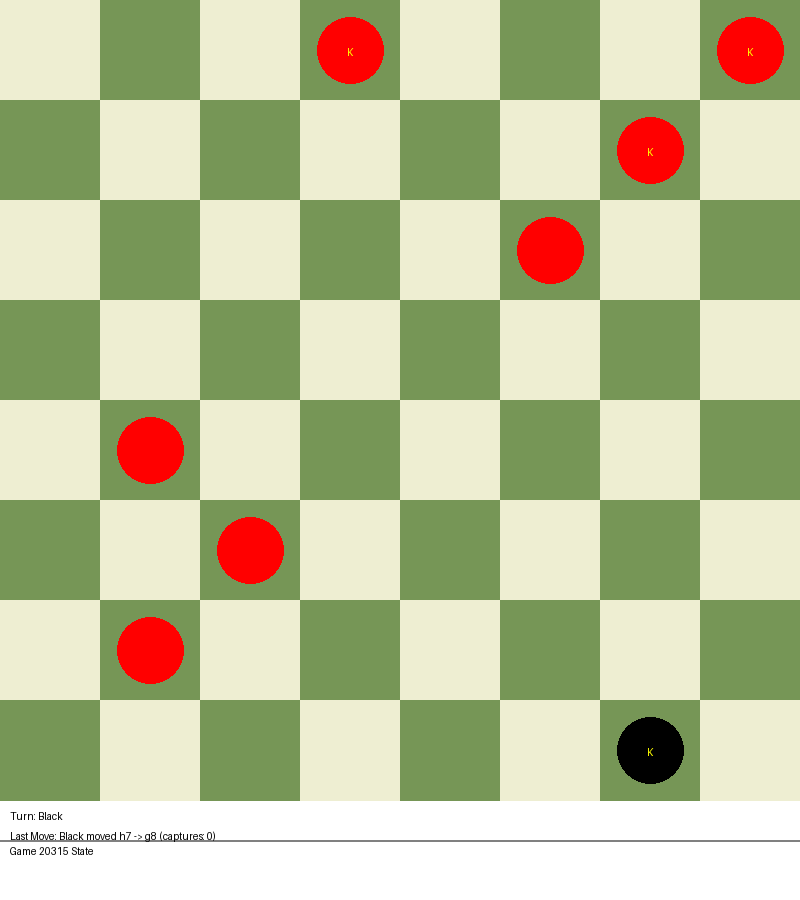 K K
K
K
Turn: Black
Last Move: Black moved h7 -> g8 (captures: 0)
Game 20315 State